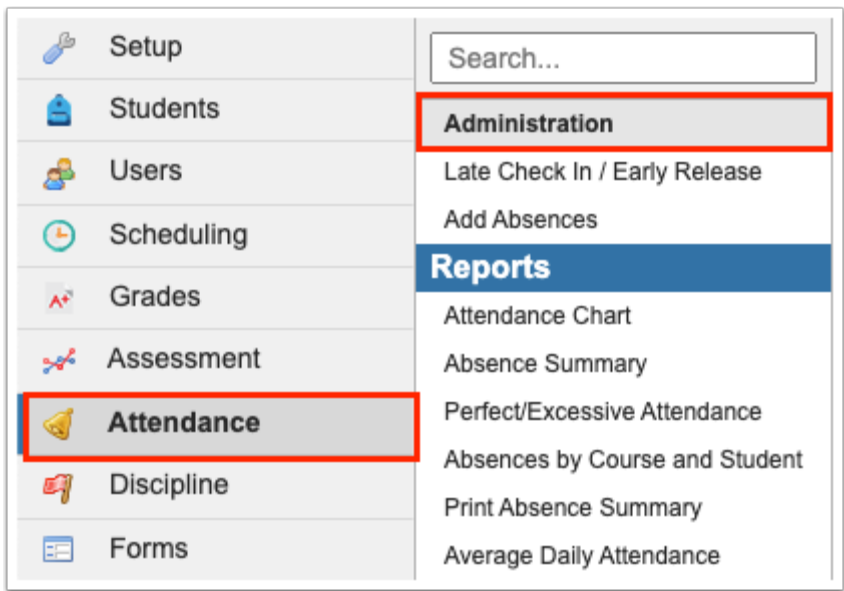 Setup
Students
Users
Scheduling
A+
Grades
Assessment
Attendance
Discipline
Forms
Search...
Administration
Late Check In / Early Release
Add Absences
Reports
Attendance Chart
Absence Summary
Perfect/Excessive Attendance
Absences by Course and Student
Print Absence Summary
Average Daily Attendance